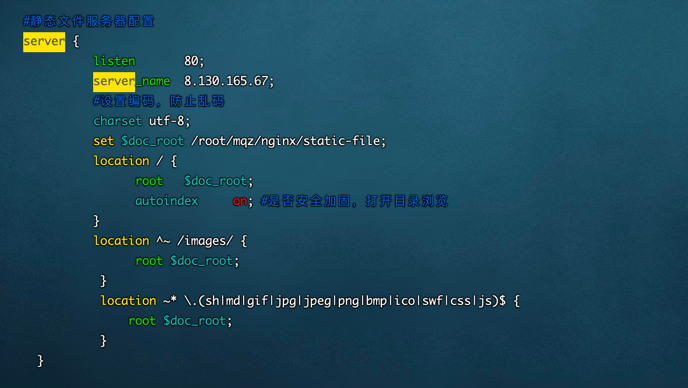 #静态文件服务器配置
server {
listen 80;
server_name 8.130.165.67;
#设置编码, 防止乱码
charset utf-8;
set $doc_root /root/mqz/nginx/static-file;
location / {
root $doc_root;
autoindex on; #是否安全加固, 打开目录浏览
}
location ^~ /images/ {
root $doc_root;
}
location ~* \.(sh|md|gif|jpg|jpeg|png|bmp|ico|swf|css|js)$ {
root $doc_root;
}
}